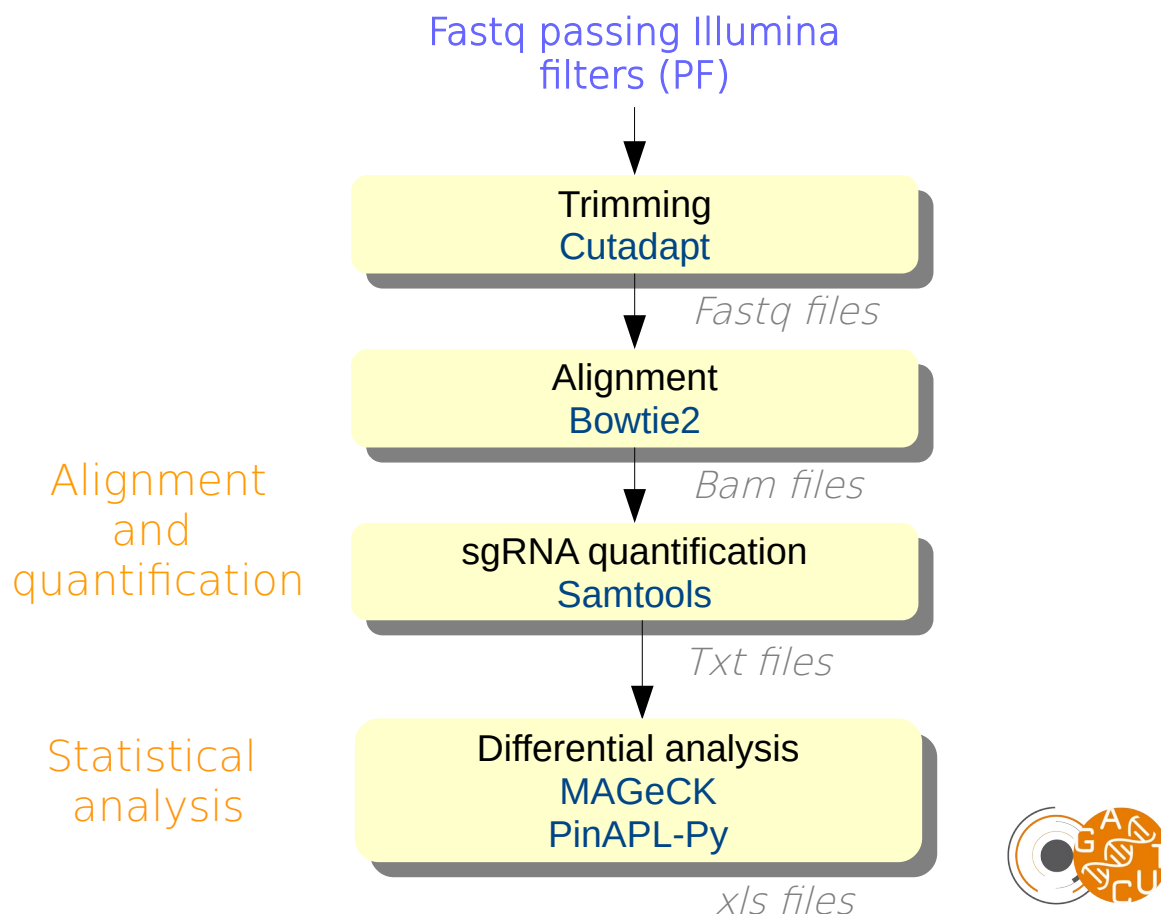 Fastq passing Illumina
filters (PF)
Trimming
Cutadapt
Fastq files
Alignment
Bowtie2
Bam files
Alignment
and
quantification
sgRNA quantification
Samtools
Txt files
Statistical
analysis
Differential analysis
MAGeCK
PinAPL-Py
xls files
G A T C U